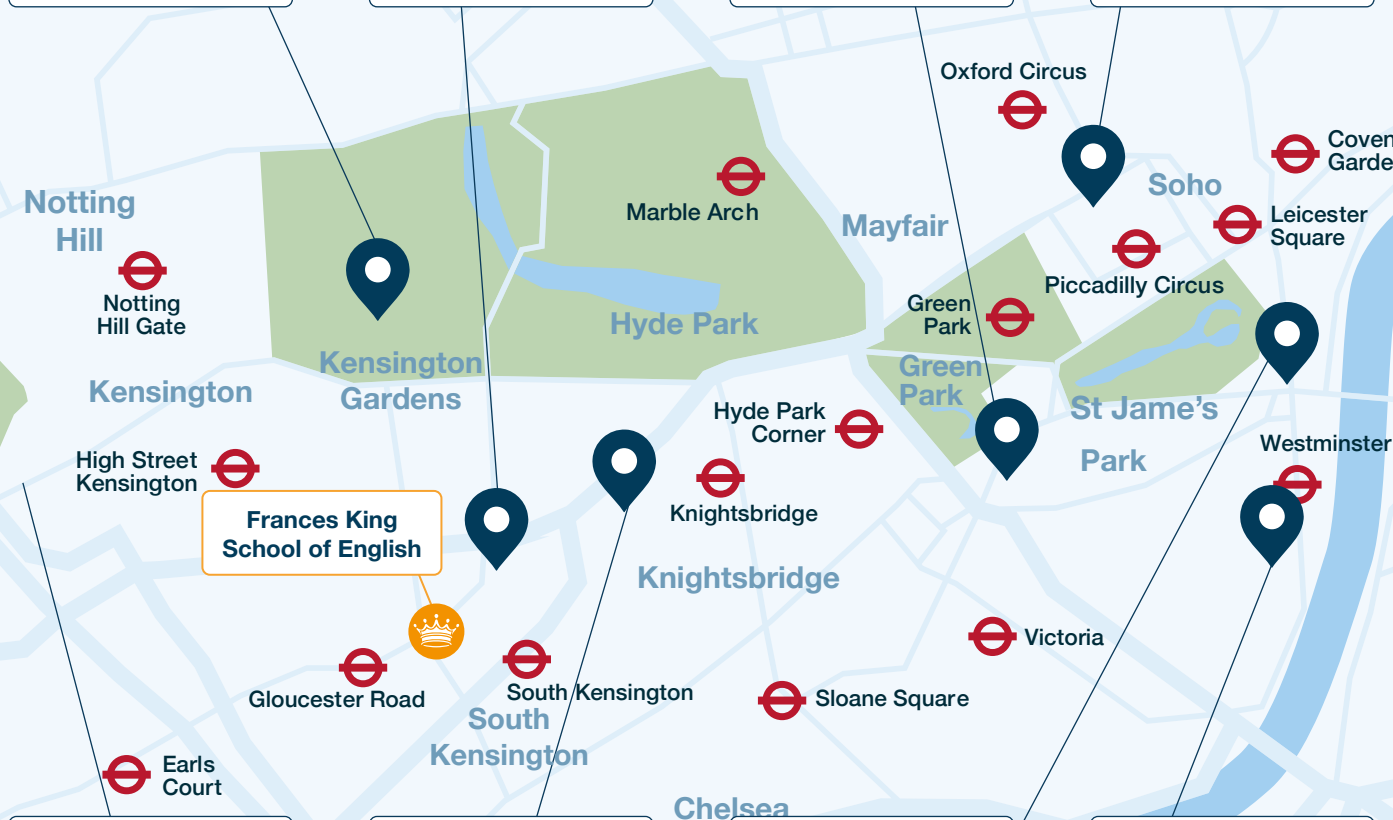 Oxford Circus
Coven
Garde
Soho
Notting
Hill
Marble Arch
Leicester
Square
Mayfair
Notting
Hill Gate
Piccadilly Circus
Green
Park
Hyde Park
Kensington
Gardens
Green
Park
Kensington
St Jame's
Park
Hyde Park
Corner
Westminster
High Street
Kensington
Knightsbridge
Frances King
School of English
Knightsbridge
Victoria
Gloucester Road
South Kensington
Sloane Square
South
Kensington
Earls
Court
Chelsea